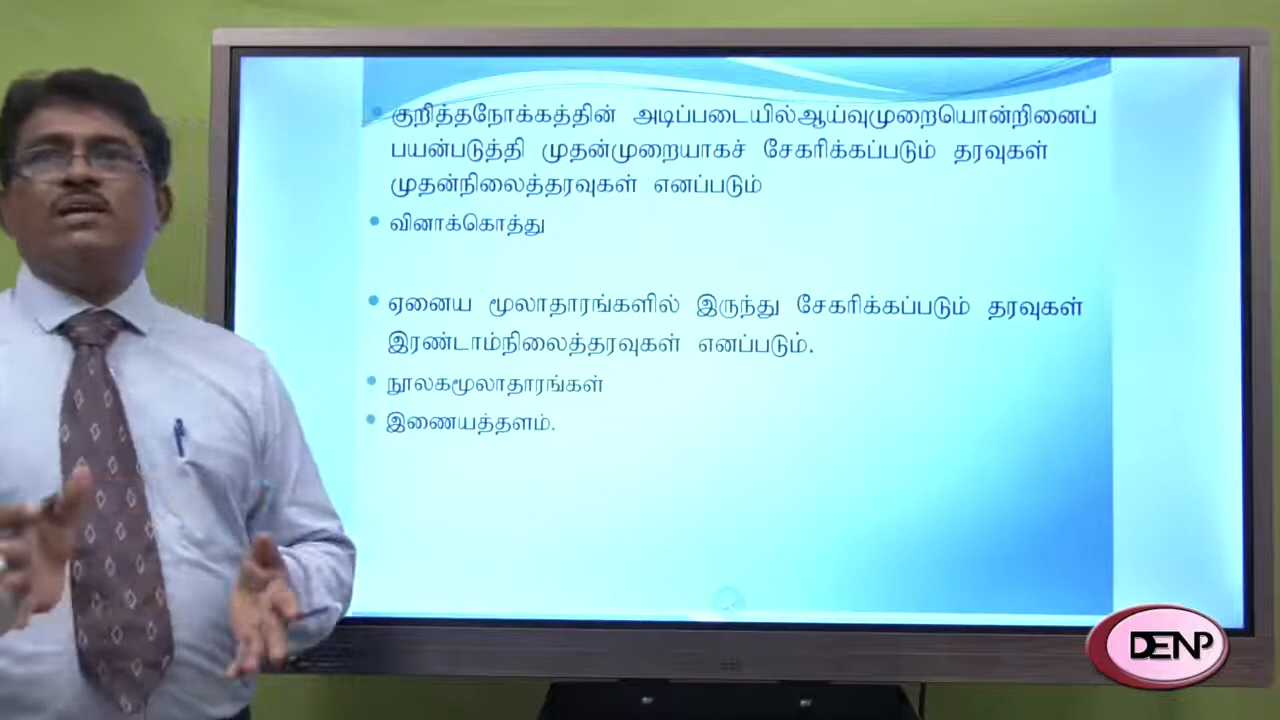 குறித்தநோக்கத்தின் அடிப்படையில்ஆய்வுமுறையொன்றினைப்
பயன்படுத்தி முதன்முறையாகச் சேகரிக்கப்படும் தரவுகள்
முதன்நிலைத்தரவுகள் எனப்படும்
வினாக்கொத்து
ஏனைய மூலாதாரங்களில் இருந்து சேகரிக்கப்படும் தரவுகள்
இரண்டாம்நிலைத்தரவுகள் எனப்படும்.
நூலகமூலாதாரங்கள்
இணையத்தளம்.
DENP